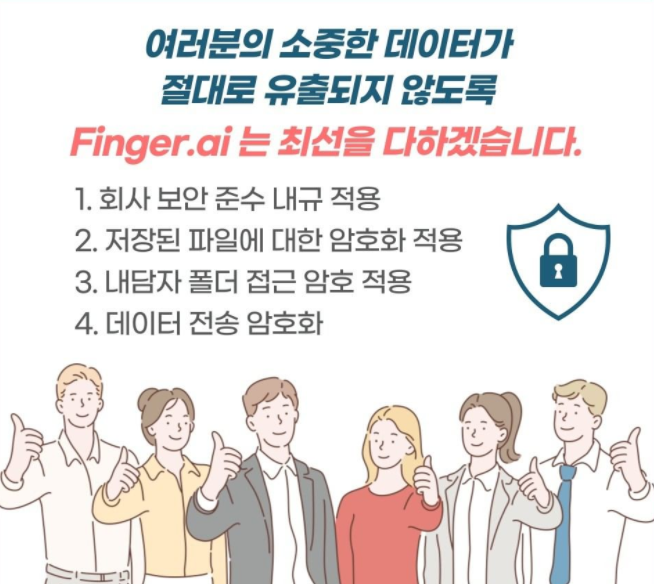 여러분의 소중한 데이터가
절대로 유출되지 않도록
Finger.ai 는 최선을 다하겠습니다.
1. 회사 보안 준수 내규 적용
2. 저장된 파일에 대한 암호화 적용
3. 내담자 폴더 접근 암호 적용
4. 데이터 전송 암호화